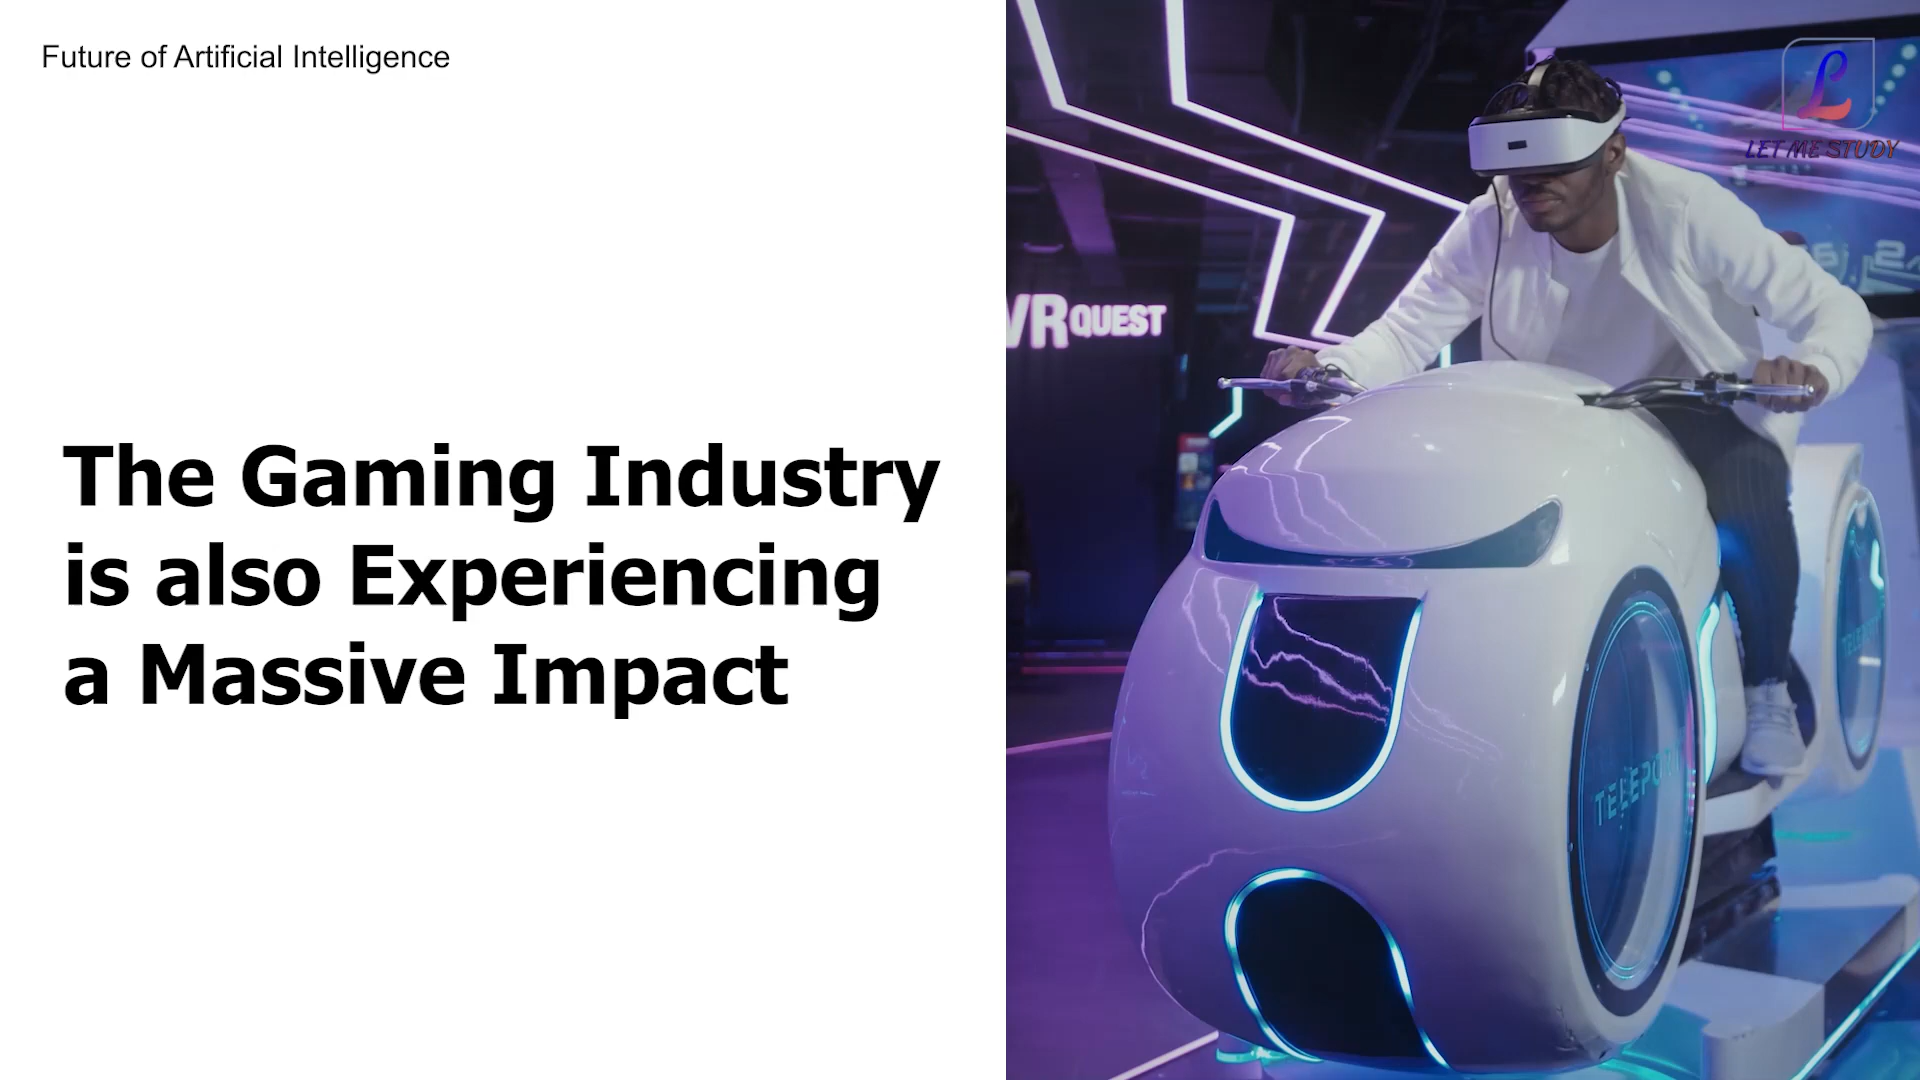 Future of Artificial Intelligence
The Gaming Industry
is also Experiencing
a Massive Impact
VR QUEST
L
LET ME STUDY
TELEPORT